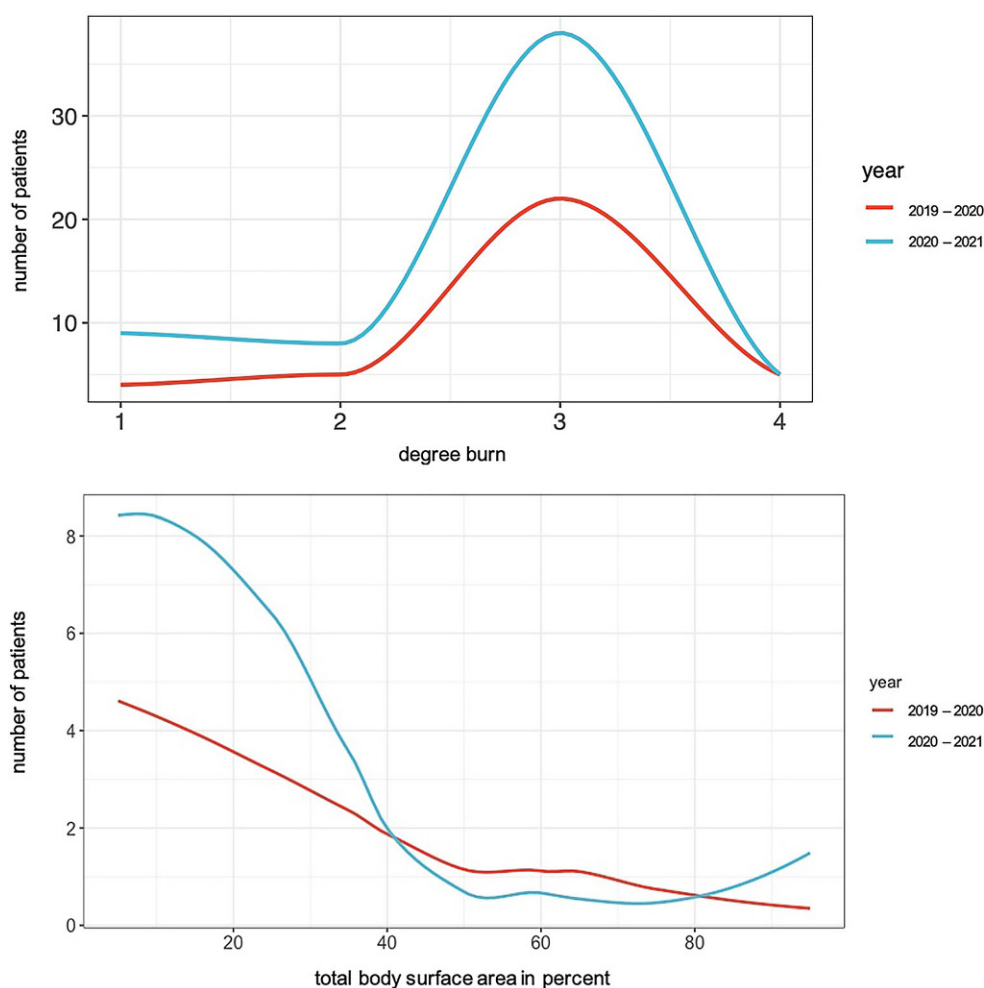 number of patients
30
20
10
1 2 3 4
degree burn
year
2019 – 2020
2020 – 2021
number of patients
8
6
4
2
0
20 40 60 80
total body surface area in percent
year
2019 – 2020
2020 – 2021